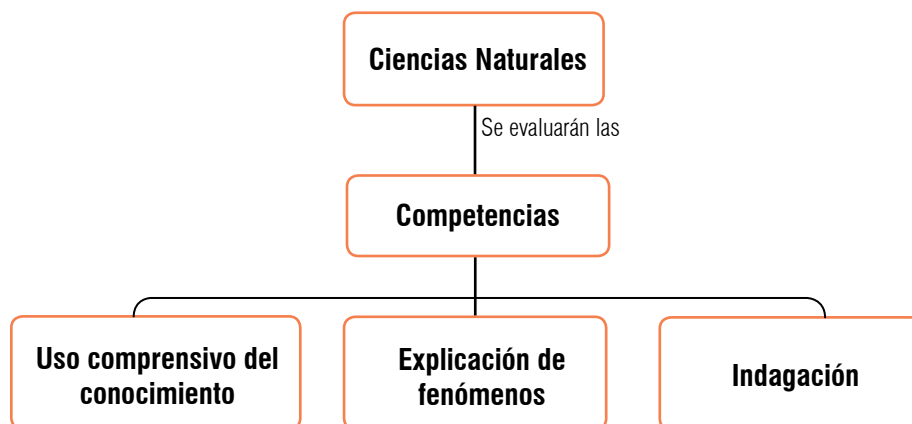 Ciencias Naturales
Se evaluarán las
Competencias
Uso comprensivo del
conocimiento
Explicación de
fenómenos
Indagación